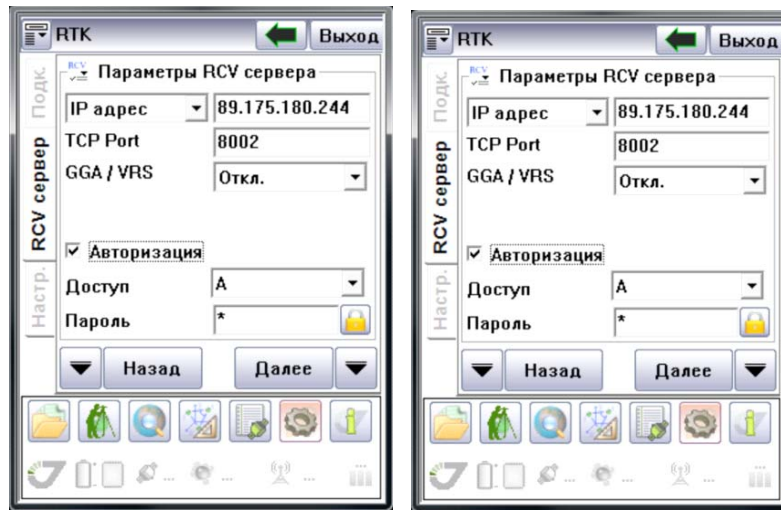 RTK Выход
Подк.
RCV сервер
Настр.
RCV Параметры RCV сервера
IP адрес 89.175.180.244
TCP Port 8002
GGA / VRS Откл.
Авторизация
Доступ A
Пароль *
Назад Далее
... ... ...
RTK Выход
Подк.
RCV сервер
Настр.
RCV Параметры RCV сервера
IP адрес 89.175.180.244
TCP Port 8002
GGA / VRS Откл.
Авторизация
Доступ A
Пароль *
Назад Далее
... ... ...